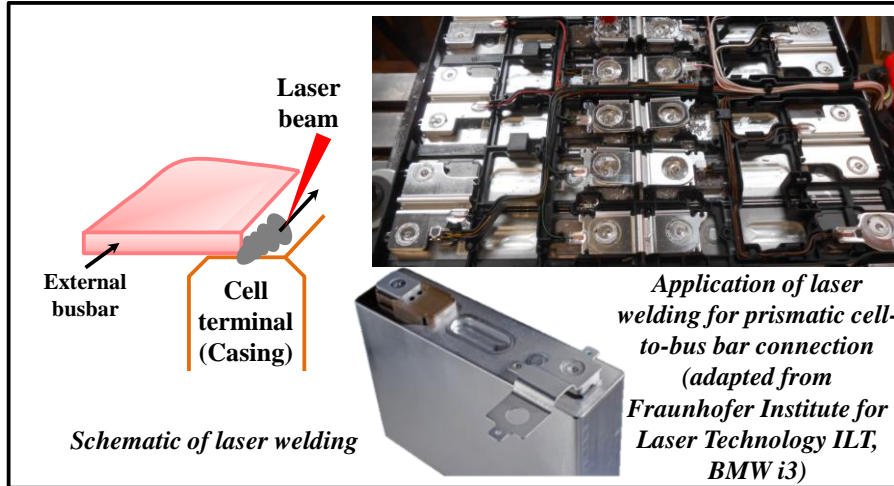 Laser
beam
External
busbar
Cell
terminal
(Casing)
Schematic of laser welding
Application of laser
welding for prismatic cell-
to-bus bar connection
(adapted from
Fraunhofer Institute for
Laser Technology ILT,
BMW i3)